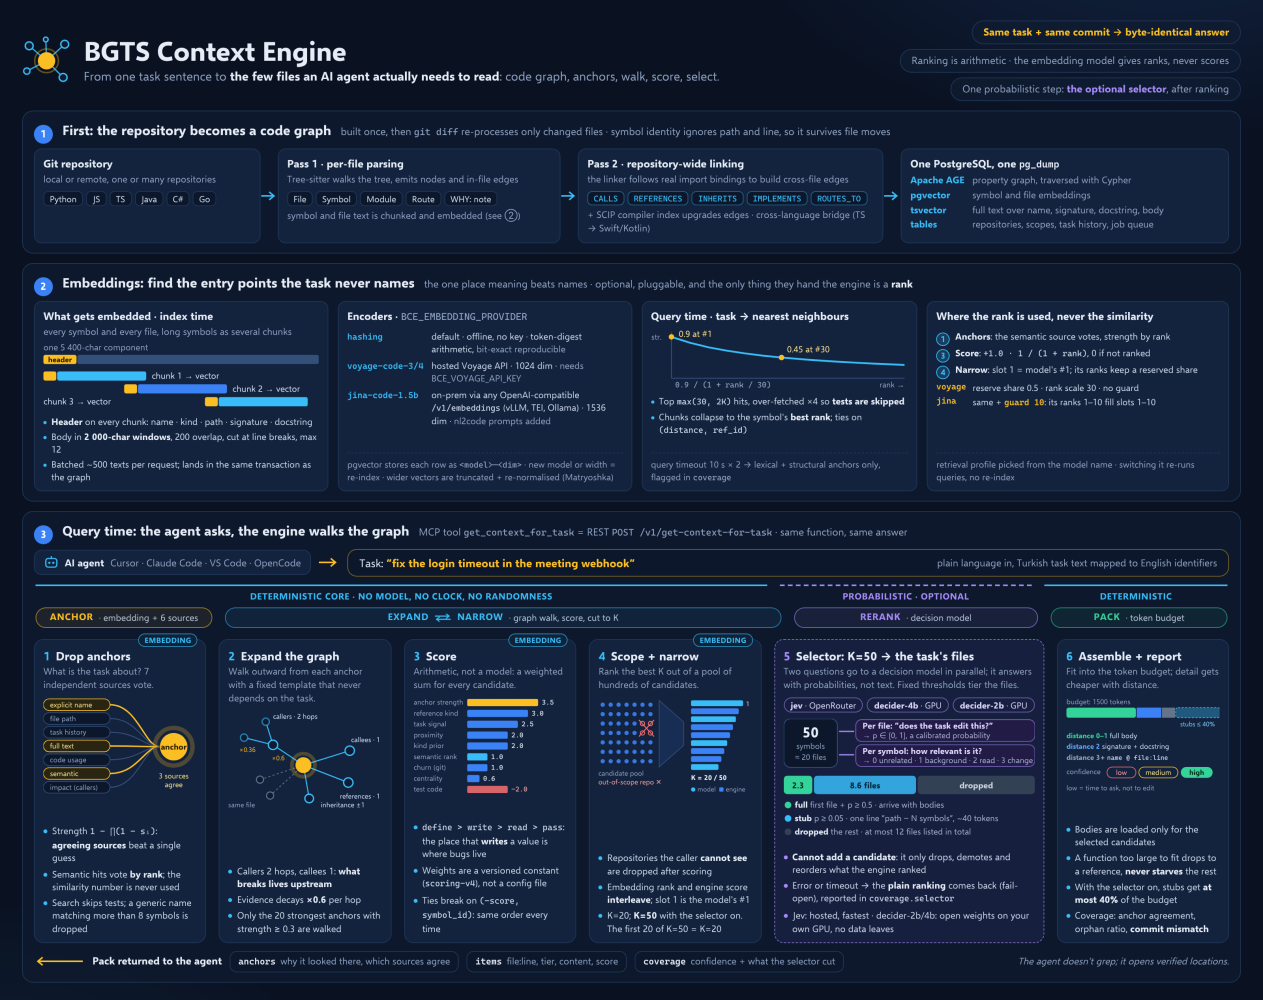 BGTS Context Engine
From one task sentence to the few files an AI agent actually needs to read: code graph, anchors, walk, score, select.
Same task + same commit → byte-identical answer
Ranking is arithmetic · the embedding model gives ranks, never scores
One probabilistic step: the optional selector, after ranking
1 First: the repository becomes a code graph built once, then git diff re-processes only changed files · symbol identity ignores path and line, so it survives file moves
Git repository
local or remote, one or many repositories
Python JS TS Java C# Go
Pass 1 · per-file parsing
Tree-sitter walks the tree, emits nodes and in-file edges
File Symbol Module Route WHY: note
symbol and file text is chunked and embedded (see ②)
Pass 2 · repository-wide linking
the linker follows real import bindings to build cross-file edges
CALLS REFERENCES INHERITS IMPLEMENTS ROUTES_TO
+ SCIP compiler index upgrades edges · cross-language bridge (TS
→ Swift/Kotlin)
One PostgreSQL, one pg_dump
Apache AGE property graph, traversed with Cypher
pgvector symbol and file embeddings
tsvector full text over name, signature, docstring, body
tables repositories, scopes, task history, job queue
2 Embeddings: find the entry points the task never names the one place meaning beats names · optional, pluggable, and the only thing they hand the engine is a rank
What gets embedded · index time
every symbol and every file, long symbols as several chunks
one 5 400-char component
header
chunk 1 → vector
chunk 2 → vector
chunk 3 → vector
• Header on every chunk: name · kind · path · signature · docstring
• Body in 2 000-char windows, 200 overlap, cut at line breaks, max
12
• Batched ~500 texts per request; lands in the same transaction as
the graph
Encoders · BCE_EMBEDDING_PROVIDER
hashing default · offline, no key · token-digest
arithmetic, bit-exact reproducible
voyage-code-3/4 hosted Voyage API · 1024 dim · needs
BCE_VOYAGE_API_KEY
jina-code-1.5b on-prem via any OpenAI-compatible
/v1/embeddings (vLLM, TEI, Ollama) · 1536
dim · nl2code prompts added
pgvector stores each row as <model>—<dim> · new model or width =
re-index · wider vectors are truncated + re-normalised (Matryoshka)
Query time · task → nearest neighbours
str. 0.9 at #1
0.45 at #30
0.9 / (1 + rank / 30) rank →
• Top max(30, 2K) hits, over-fetched ×4 so tests are skipped
• Chunks collapse to the symbol's best rank; ties on
(distance, ref_id)
query timeout 10 s × 2 → lexical + structural anchors only,
flagged in coverage
Where the rank is used, never the similarity
1 Anchors: the semantic source votes, strength by rank
3 Score: +1.0 · 1 / (1 + rank), 0 if not ranked
4 Narrow: slot 1 = model's #1; its ranks keep a reserved share
voyage reserve share 0.5 · rank scale 30 · no guard
jina same + guard 10: its ranks 1–10 fill slots 1–10
retrieval profile picked from the model name · switching it re-runs
queries, no re-index
3 Query time: the agent asks, the engine walks the graph MCP tool get_context_for_task = REST POST /v1/get-context-for-task · same function, same answer
AI agent Cursor · Claude Code · VS Code · OpenCode
Task: “fix the login timeout in the meeting webhook”
plain language in, Turkish task text mapped to English identifiers
DETERMINISTIC CORE · NO MODEL, NO CLOCK, NO RANDOMNESS
PROBABILISTIC · OPTIONAL
DETERMINISTIC
ANCHOR · embedding + 6 sources
EXPAND ⇄ NARROW · graph walk, score, cut to K
RERANK · decision model
PACK · token budget
EMBEDDING
1 Drop anchors
What is the task about? 7
independent sources vote.
explicit name
file path
task history
full text
code usage
semantic
impact (callers)
anchor
3 sources
agree
• Strength 1 − ∏(1 − sᵢ):
agreeing sources beat a single
guess
• Semantic hits vote by rank; the
similarity number is never used
• Search skips tests; a generic name
matching more than 8 symbols is
dropped
2 Expand the graph
Walk outward from each anchor
with a fixed template that never
depends on the task.
callers · 2 hops
×0.36
×0.6
callees · 1
same file
references · 1
inheritance ±1
• Callers 2 hops, callees 1: what
breaks lives upstream
• Evidence decays ×0.6 per hop
• Only the 20 strongest anchors with
strength ≥ 0.3 are walked
EMBEDDING
3 Score
Arithmetic, not a model: a weighted
sum for every candidate.
anchor strength 3.5
reference kind 3.0
task signal 2.5
proximity 2.0
kind prior 2.0
semantic rank 1.0
churn (git) 1.0
centrality 0.6
test code −2.0
• define > write > read > pass:
the place that writes a value is
where bugs live
• Weights are a versioned constant
(scoring-v4), not a config file
• Ties break on (−score,
symbol_id): same order every
time
EMBEDDING
4 Scope + narrow
Rank the best K out of a pool of
hundreds of candidates.
1
candidate pool
out-of-scope repo ✕
K = 20 / 50
model engine
• Repositories the caller cannot see
are dropped after scoring
• Embedding rank and engine score
interleave; slot 1 is the model's #1
• K=20; K=50 with the selector on.
The first 20 of K=50 = K=20
5 Selector: K=50 → the task's files
Two questions go to a decision model in parallel; it answers
with probabilities, not text. Fixed thresholds tier the files.
jev · OpenRouter decider-4b · GPU decider-2b · GPU
50
symbols
≈ 20 files
Per file: “does the task edit this?”
→ p ∈ [0, 1], a calibrated probability
Per symbol: how relevant is it?
→ 0 unrelated · 1 background · 2 read · 3 change
2.3 8.6 files dropped
full first file + p ≥ 0.5 · arrive with bodies
stub p ≥ 0.05 · one line “path – N symbols”, ~40 tokens
dropped the rest · at most 12 files listed in total
• Cannot add a candidate: it only drops, demotes and
reorders what the engine ranked
• Error or timeout → the plain ranking comes back (fail-
open), reported in coverage.selector
• Jev: hosted, fastest · decider-2b/4b: open weights on your
own GPU, no data leaves
6 Assemble + report
Fit into the token budget; detail gets
cheaper with distance.
budget: 1500 tokens
stubs ≤ 40%
distance 0–1 full body
distance 2 signature + docstring
distance 3+ name @ file:line
confidence low medium high
low = time to ask, not to edit
• Bodies are loaded only for the
selected candidates
• A function too large to fit drops to
a reference, never starves the rest
• With the selector on, stubs get at
most 40% of the budget
• Coverage: anchor agreement,
orphan ratio, commit mismatch
Pack returned to the agent
anchors why it looked there, which sources agree
items file:line, tier, content, score
coverage confidence + what the selector cut
The agent doesn't grep; it opens verified locations.